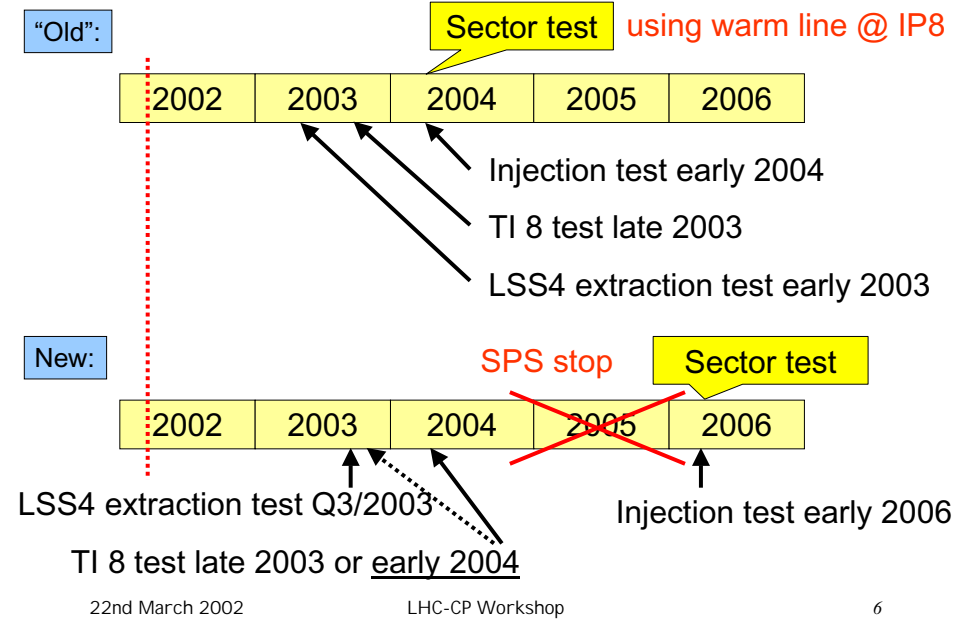 “Old”:
Sector test
using warm line @ IP8
2002 2003 2004 2005 2006
Injection test early 2004
TI 8 test late 2003
LSS4 extraction test early 2003
New:
SPS stop
Sector test
2002 2003 2004 2005 2006
LSS4 extraction test Q3/2003
Injection test early 2006
TI 8 test late 2003 or early 2004
22nd March 2002 LHC-CP Workshop 6